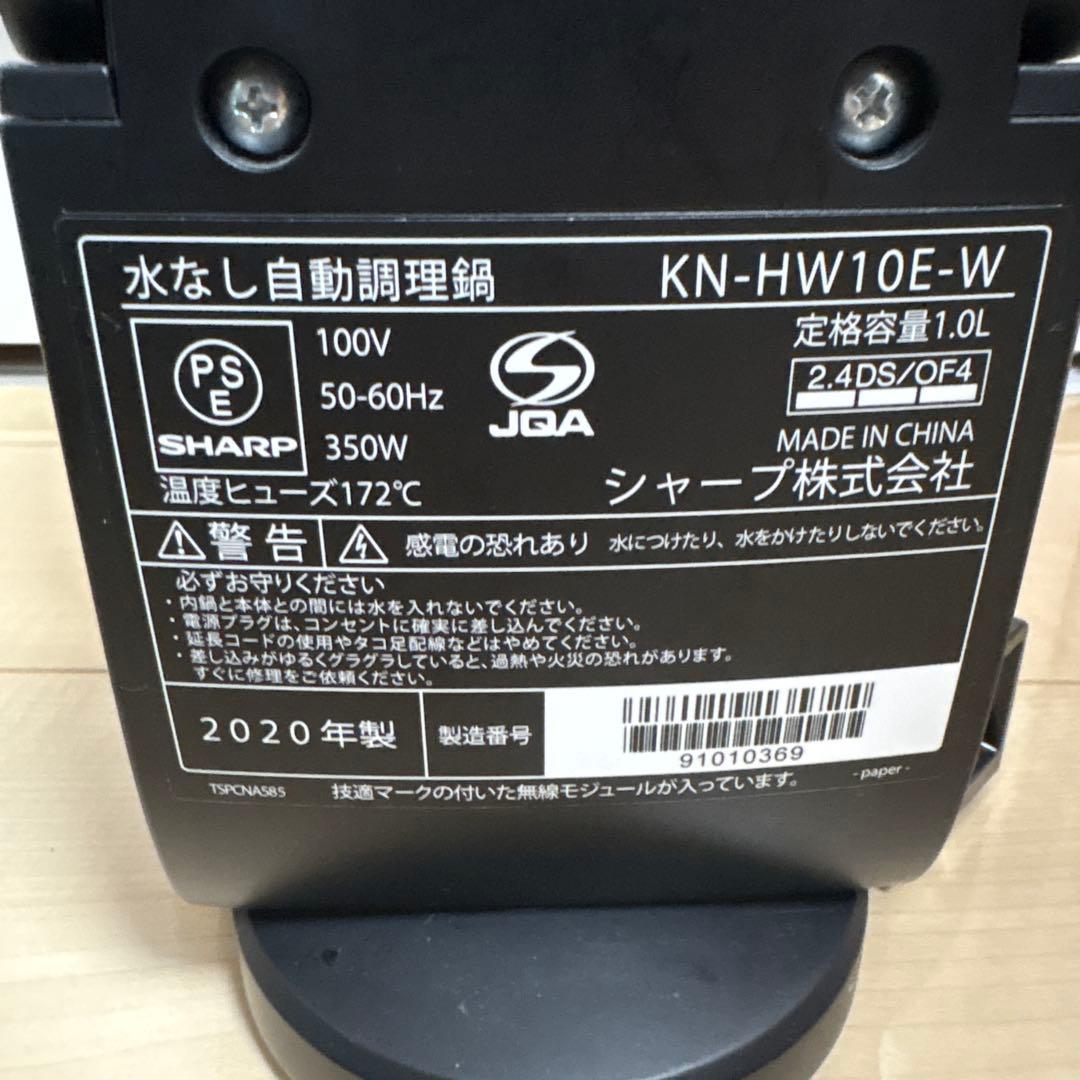 水なし自動調理鍋 KN-HW10E-W
PSE
SHARP
100V
50-60Hz
350W
温度ヒューズ172℃
JQA
定格容量1.0L
2.4DS/OF4
MADE IN CHINA
シャープ株式会社
警告 感電の恐れあり 水につけたり、水をかけたりしないでください。
必ずお守りください
・内鍋と本体との間には水を入れないでください。
・電源プラグは、コンセントに確実に差し込んでください。
・延長コードの使用やタコ足配線などはやめてください。
・差し込みがゆるくグラグラしていると、過熱や火災の恐れがあります。
すぐに修理をご依頼ください。
2020年製 製造番号 91010369
TSPCNA585 技適マークの付いた無線モジュールが入っています。 -paper-